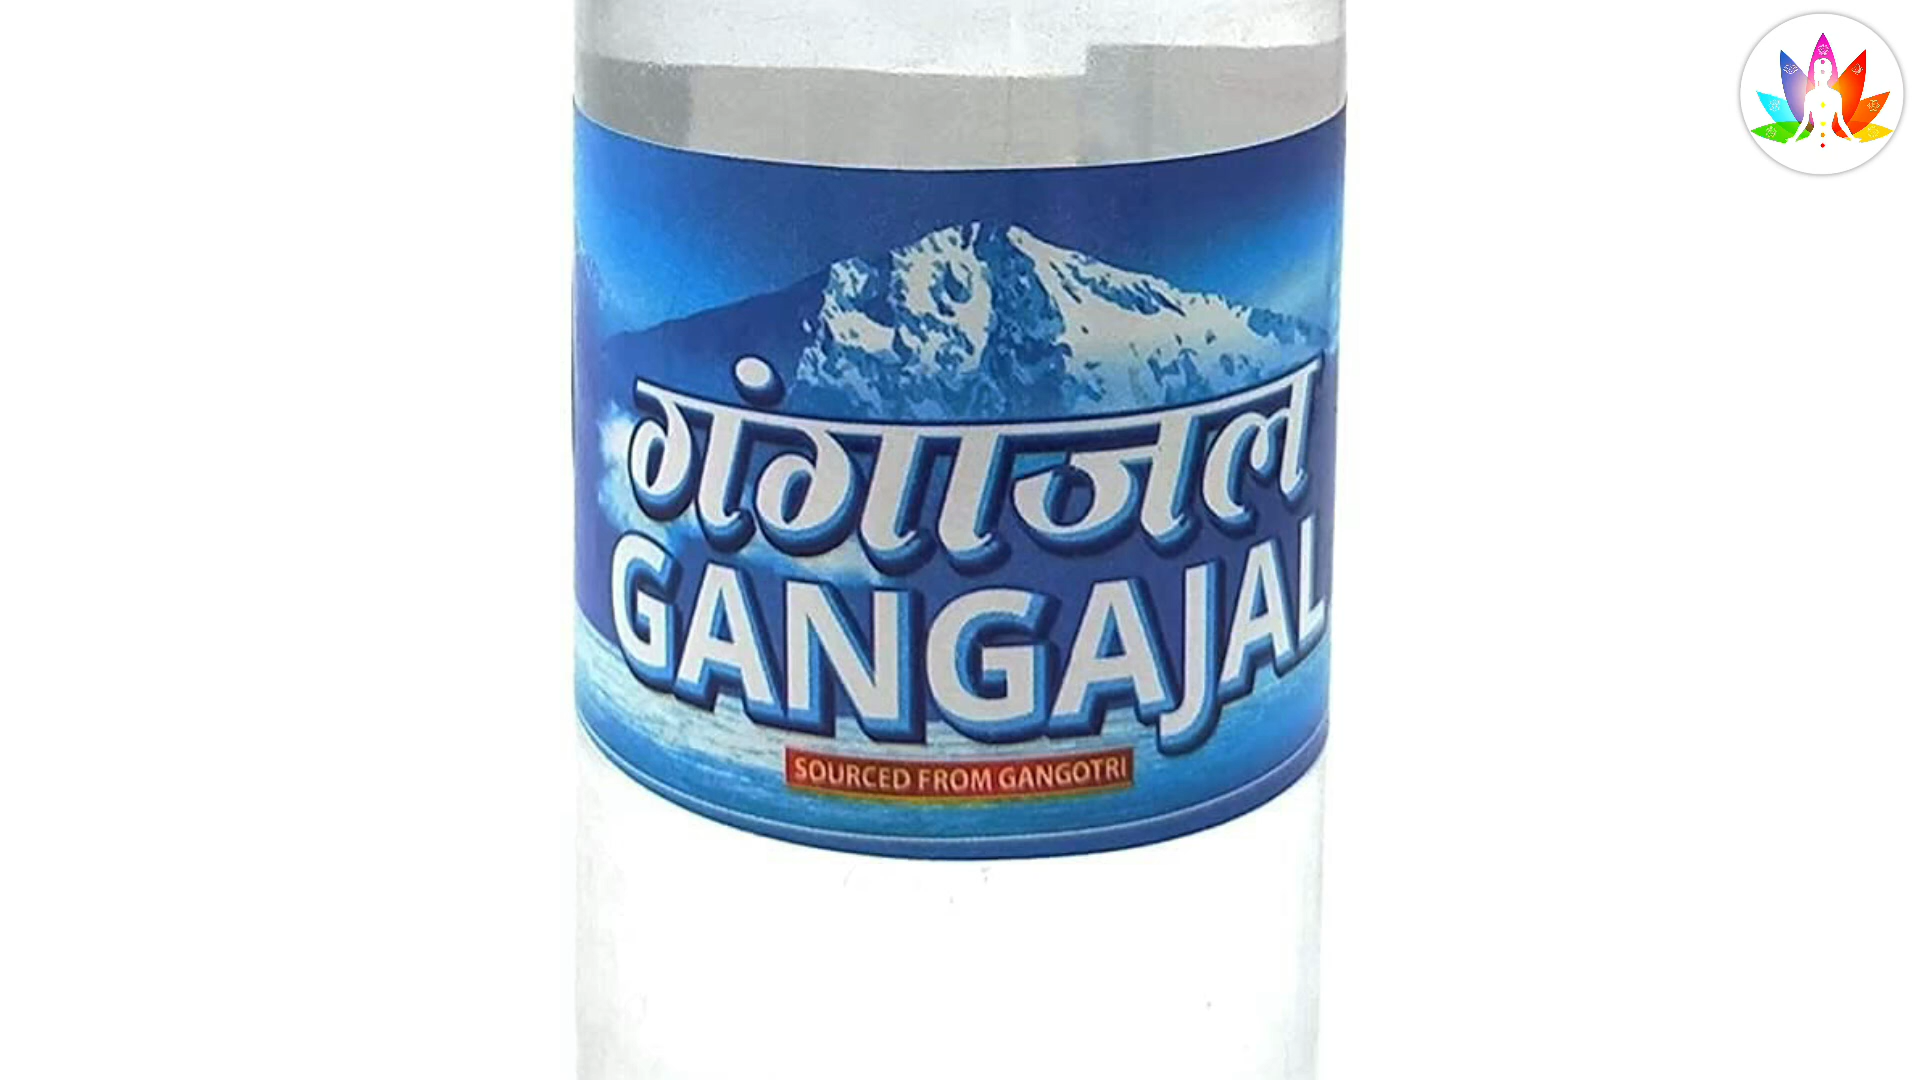 गंगाजल
GANGAJAL
SOURCED FROM GANGOTRI